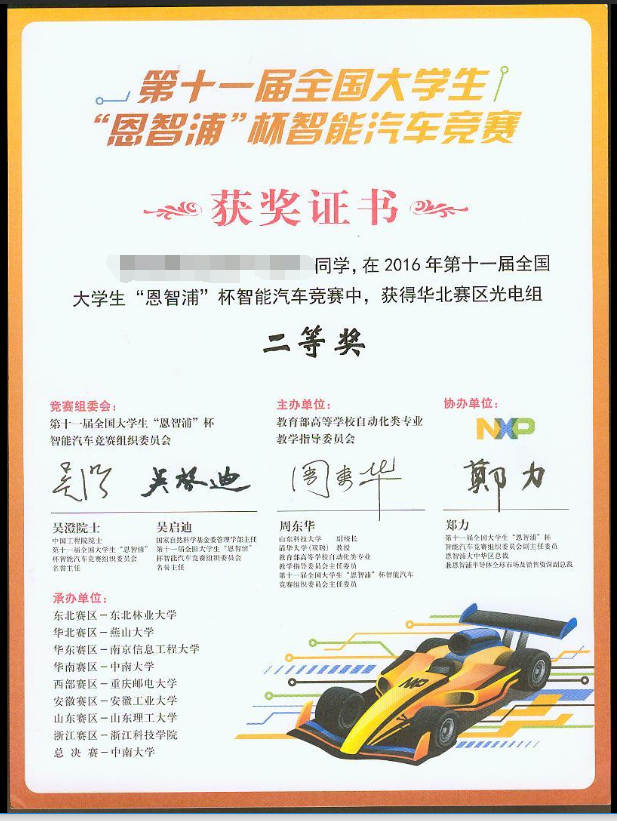 第十一届全国大学生
“恩智浦”杯智能汽车竞赛
获奖证书
同学，在 2016 年第十一届全国
大学生“恩智浦”杯智能汽车竞赛中，获得华北赛区光电组
二等奖
竞赛组委会：
第十一届全国大学生“恩智浦”杯
智能汽车竞赛组织委员会
主办单位：
教育部高等学校自动化类专业
教学指导委员会
协办单位：
NXP
吴启迪
周东华
郑力
吴澄院士
中国工程院院士
第十一届全国大学生“恩智浦”
杯智能汽车竞赛组织委员会
名誉主任
吴启迪
国家自然科学基金委管理学部主任
第十一届全国大学生“恩智浦”
杯智能汽车竞赛组织委员会
名誉主任
周东华
山东科技大学 副校长
清华大学（双聘） 教授
教育部高等学校自动化类专业
教学指导委员会主任委员
第十一届全国大学生“恩智浦”智能汽车
竞赛组织委员会主任委员
郑力
第十一届全国大学生“恩智浦”杯
智能汽车竞赛组织委员会副主任委员
恩智浦大中华区总裁
兼恩智浦半导体全球市场及销售资深副总裁
承办单位：
东北赛区－东北林业大学
华北赛区－燕山大学
华东赛区－南京信息工程大学
华南赛区－中南大学
西部赛区－重庆邮电大学
安徽赛区－安徽工业大学
山东赛区－山东理工大学
浙江赛区－浙江科技学院
总 决 赛－中南大学